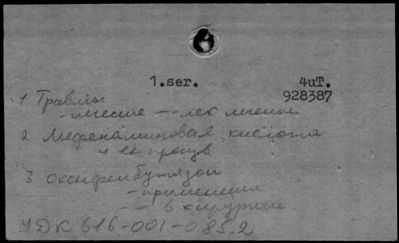 1.ser. 4uT.
928387
1 Травмы
- лечение -- лек лечение
2 Мефенаминовая кислота
и ее произв
3 Оксифенбутазон
- применение
-- в хирургии
УДК 616-001-085.2